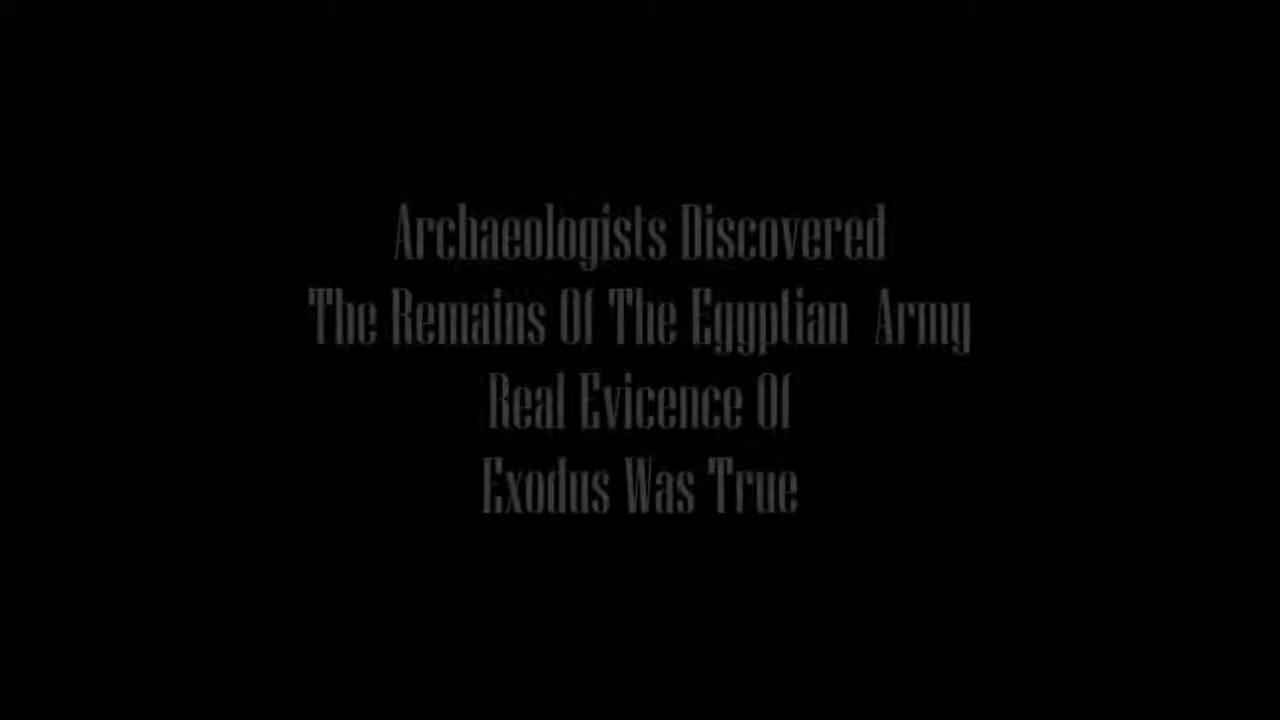 Archaeologists Discovered
The Remains Of The Egyptian Army
Real Evicence Of
Exodus Was True